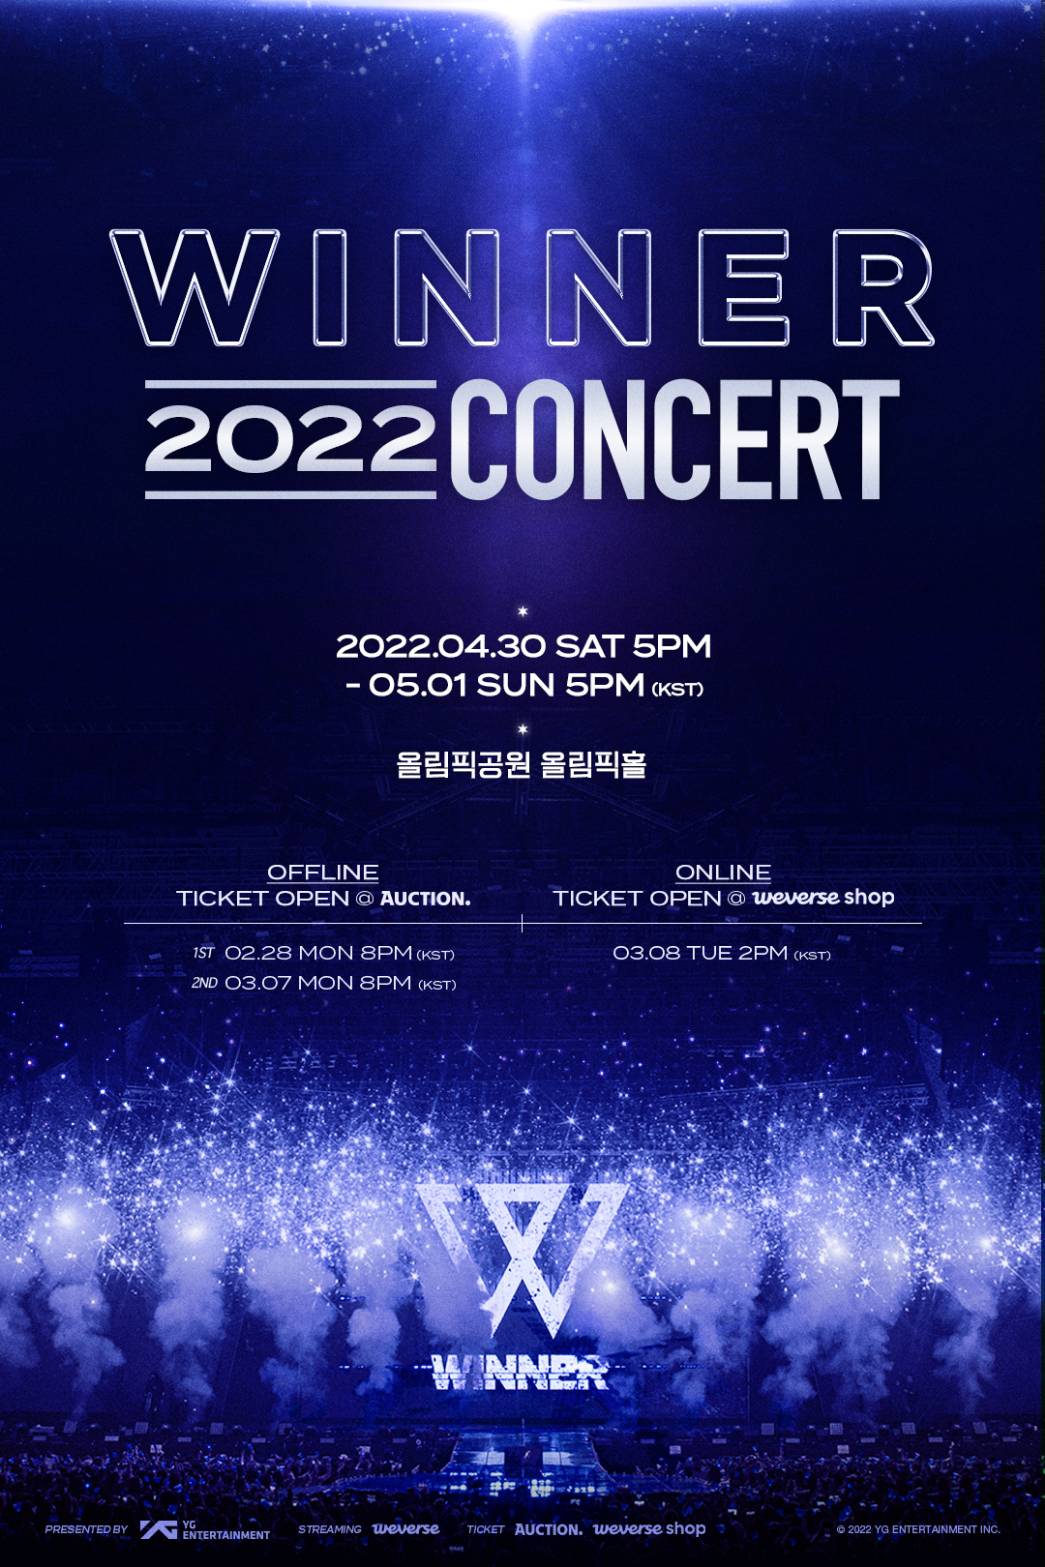 WINNER
2022 CONCERT
2022.04.30 SAT 5PM
- 05.01 SUN 5PM (KST)
올림픽공원 올림픽홀
OFFLINE
TICKET OPEN @ AUCTION.
1ST 02.28 MON 8PM (KST)
2ND 03.07 MON 8PM (KST)
ONLINE
TICKET OPEN @ weverse shop
03.08 TUE 2PM (KST)
W
WINNER
PRESENTED BY YG YG ENTERTAINMENT STREAMING weverse TICKET AUCTION. weverse shop © 2022 YG ENTERTAINMENT INC.